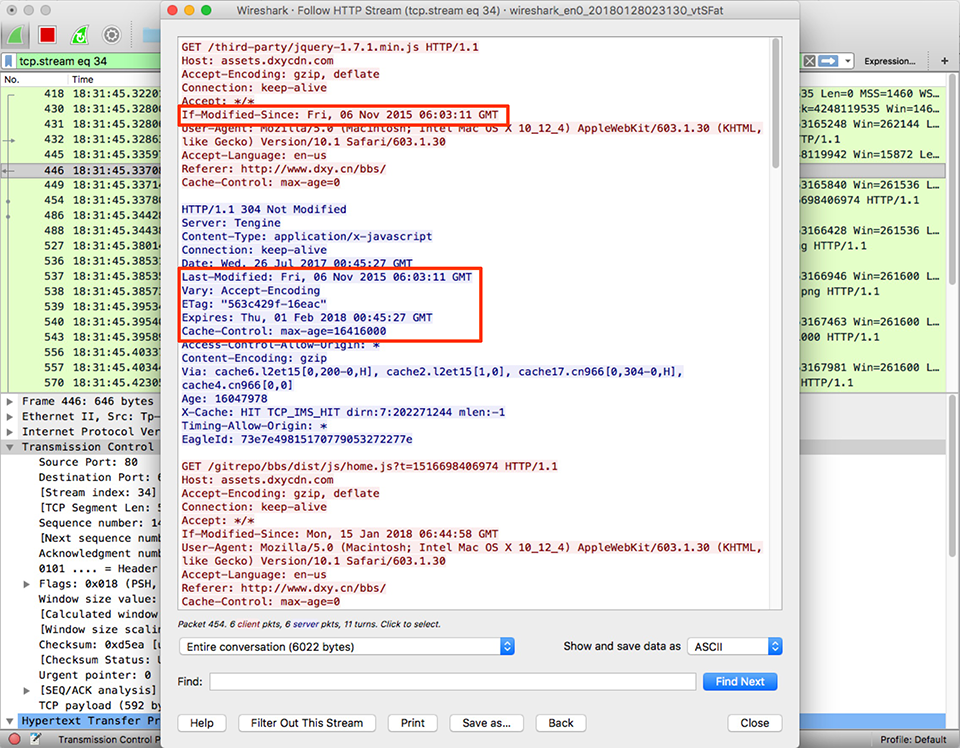 Wireshark · Follow HTTP Stream (tcp.stream eq 34) · wireshark_en0_20180128023130_vtSFat
tcp.stream eq 34
Expression...
+
No. Time
418 18:31:45.3220
430 18:31:45.3280
431 18:31:45.3280
432 18:31:45.3286
445 18:31:45.3359
446 18:31:45.3370
449 18:31:45.3371
454 18:31:45.3378
486 18:31:45.3442
488 18:31:45.3443
527 18:31:45.3801
536 18:31:45.3853
537 18:31:45.3853
538 18:31:45.3857
539 18:31:45.3953
540 18:31:45.3954
543 18:31:45.3958
556 18:31:45.4033
557 18:31:45.4034
570 18:31:45.4230
35 Len=0 MSS=1460 WS...
k=4248119535 Win=146...
3165248 Win=262144 L...
TP/1.1
48119942 Win=15872 Le...
3165840 Win=261536 L...
698406974 HTTP/1.1
3166428 Win=261536 L...
g HTTP/1.1
3166946 Win=261600 L...
png HTTP/1.1
3167463 Win=261600 L...
000 HTTP/1.1
3167981 Win=261600 L...
HTTP/1.1
GET /third-party/jquery-1.7.1.min.js HTTP/1.1
Host: assets.dxycdn.com
Accept-Encoding: gzip, deflate
Connection: keep-alive
Accept: */*
If-Modified-Since: Fri, 06 Nov 2015 06:03:11 GMT
User-Agent: Mozilla/5.0 (Macintosh; Intel Mac OS X 10_12_4) AppleWebKit/603.1.30 (KHTML,
like Gecko) Version/10.1 Safari/603.1.30
Accept-Language: en-us
Referer: http://www.dxy.cn/bbs/
Cache-Control: max-age=0
HTTP/1.1 304 Not Modified
Server: Tengine
Content-Type: application/x-javascript
Connection: keep-alive
Date: Wed, 26 Jul 2017 00:45:27 GMT
Last-Modified: Fri, 06 Nov 2015 06:03:11 GMT
Vary: Accept-Encoding
ETag: "563c429f-16eac"
Expires: Thu, 01 Feb 2018 00:45:27 GMT
Cache-Control: max-age=16416000
Access-Control-Allow-Origin: *
Content-Encoding: gzip
Via: cache6.l2et15[0,200-0,H], cache2.l2et15[1,0], cache17.cn966[0,304-0,H],
cache4.cn966[0,0]
Age: 16047978
X-Cache: HIT TCP_IMS_HIT dirn:7:202271244 mlen:-1
Timing-Allow-Origin: *
EagleId: 73e7e49815170779053272277e
GET /gitrepo/bbs/dist/js/home.js?t=1516698406974 HTTP/1.1
Host: assets.dxycdn.com
Accept-Encoding: gzip, deflate
Connection: keep-alive
Accept: */*
If-Modified-Since: Mon, 15 Jan 2018 06:44:58 GMT
User-Agent: Mozilla/5.0 (Macintosh; Intel Mac OS X 10_12_4) AppleWebKit/603.1.30 (KHTML,
like Gecko) Version/10.1 Safari/603.1.30
Accept-Language: en-us
Referer: http://www.dxy.cn/bbs/
Cache-Control: max-age=0
Packet 454. 6 client pkts, 6 server pkts, 11 turns. Click to select.
Entire conversation (6022 bytes)
Show and save data as ASCII
Find:
Find Next
Help
Filter Out This Stream
Print
Save as...
Back
Close
Frame 446: 646 bytes
Ethernet II, Src: Tp-
Internet Protocol Ver
Transmission Control
Source Port: 80
Destination Port: 6
[Stream index: 34]
[TCP Segment Len: 5
Sequence number: 14
[Next sequence numb
Acknowledgment numb
0101 .... = Header
Flags: 0x018 (PSH,
Window size value:
[Calculated window
[Window size scalin
Checksum: 0xd5ea [u
[Checksum Status: U
Urgent pointer: 0
[SEQ/ACK analysis]
TCP payload (592 by
Hypertext Transfer Pr
Transmission Control P
Profile: Default